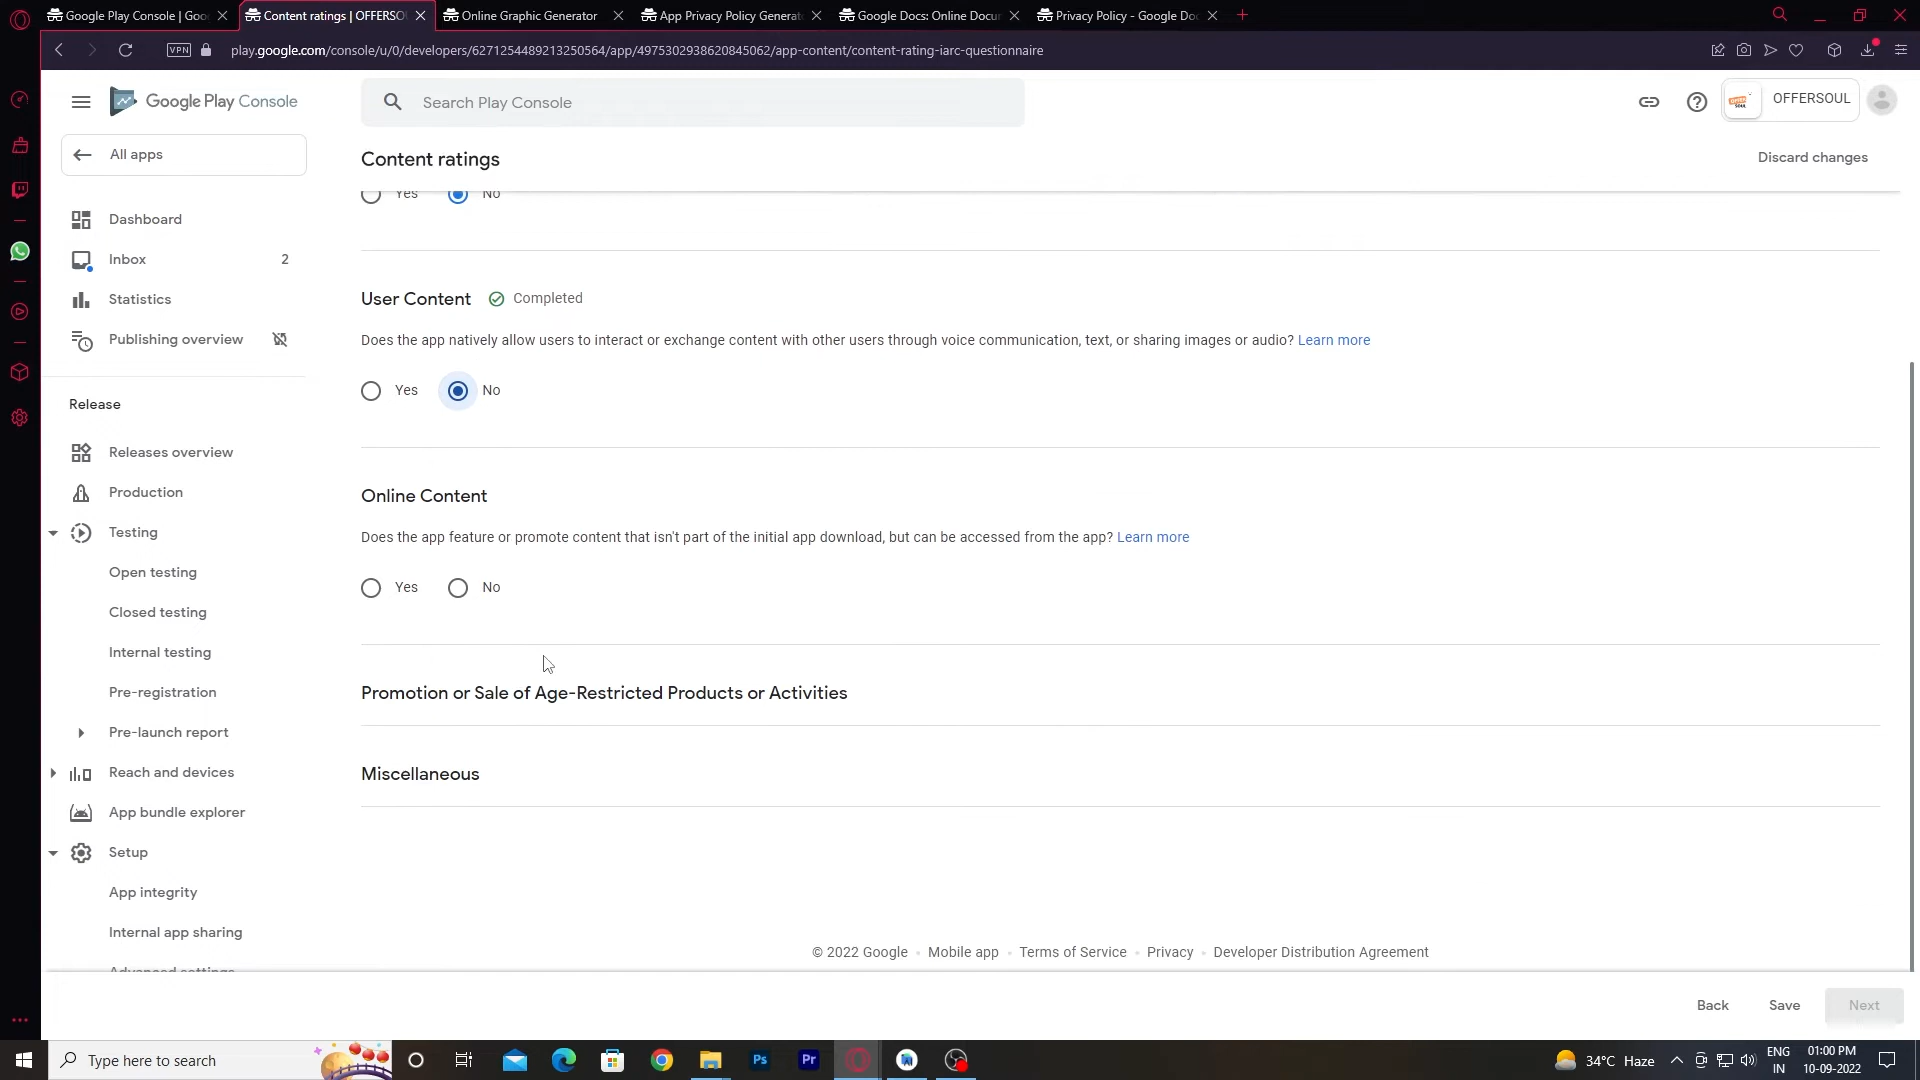 Google Play Console | Goo
Content ratings | OFFERSO
Online Graphic Generator
App Privacy Policy Generat
Google Docs: Online Docur
Privacy Policy - Google Do
VPN
play.google.com/console/u/0/developers/6271254489213250564/app/4975302938620845062/app-content/content-rating-iarc-questionnaire
Google Play Console
Search Play Console
OFFERSOUL
All apps
Content ratings
Discard changes
Yes
No
Dashboard
Inbox
2
Statistics
Publishing overview
User Content
Completed
Does the app natively allow users to interact or exchange content with other users through voice communication, text, or sharing images or audio? Learn more
Yes
No
Release
Releases overview
Production
Testing
Open testing
Closed testing
Internal testing
Pre-registration
Pre-launch report
Reach and devices
App bundle explorer
Setup
App integrity
Internal app sharing
Advanced settings
Online Content
Does the app feature or promote content that isn't part of the initial app download, but can be accessed from the app? Learn more
Yes
No
Promotion or Sale of Age-Restricted Products or Activities
Miscellaneous
© 2022 Google
Mobile app
Terms of Service
Privacy
Developer Distribution Agreement
Back
Save
Next
Type here to search
Ps
Pr
34°C Haze
ENG
IN
01:00 PM
10-09-2022